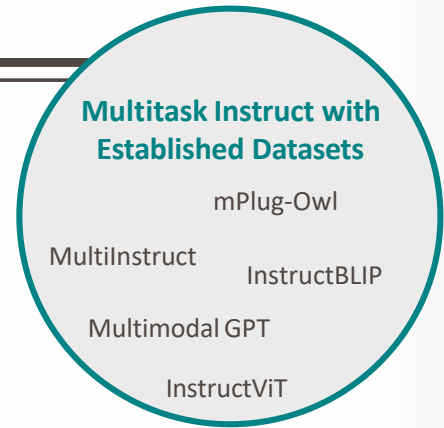 Multitask Instruct with
Established Datasets
mPlug-Owl
MultiInstruct
InstructBLIP
Multimodal GPT
InstructViT